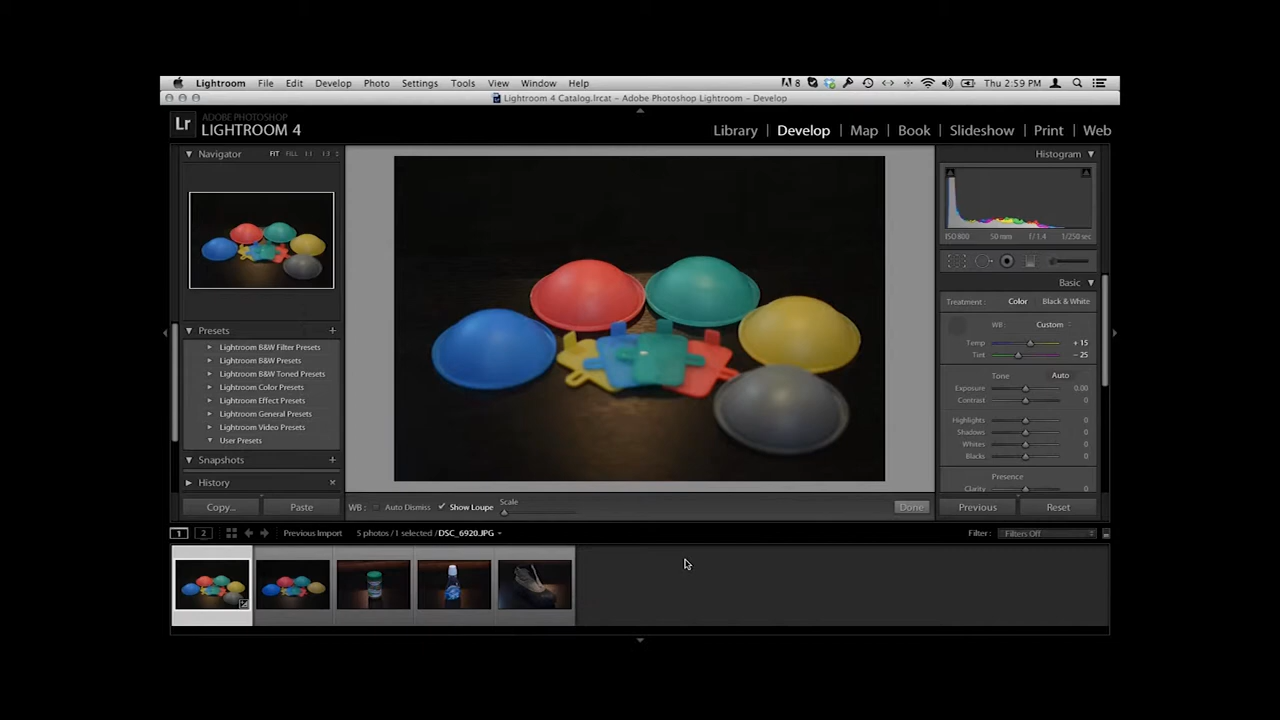 Lightroom File Edit Develop Photo Settings Tools View Window Help 8 Thu 2:59 PM
Lightroom 4 Catalog.lrcat - Adobe Photoshop Lightroom - Develop
Lr ADOBE PHOTOSHOP
LIGHTROOM 4
Library | Develop | Map | Book | Slideshow | Print | Web
Navigator FIT FILL 1:1 1:3
Presets +
Lightroom B&W Filter Presets
Lightroom B&W Presets
Lightroom B&W Toned Presets
Lightroom Color Presets
Lightroom Effect Presets
Lightroom General Presets
Lightroom Video Presets
User Presets
Snapshots +
History ×
Copy... Paste
WB : Auto Dismiss Show Loupe Scale Done
Histogram
ISO 800 50 mm f / 1.4 1/250 sec
Basic
Treatment : Color Black & White
WB : Custom
Temp + 15
Tint - 25
Tone Auto
Exposure 0.00
Contrast 0
Highlights 0
Shadows 0
Whites 0
Blacks 0
Presence
Clarity 0
Previous Reset
1 2 Previous Import 5 photos / 1 selected / DSC_6920.JPG Filter : Filters Off